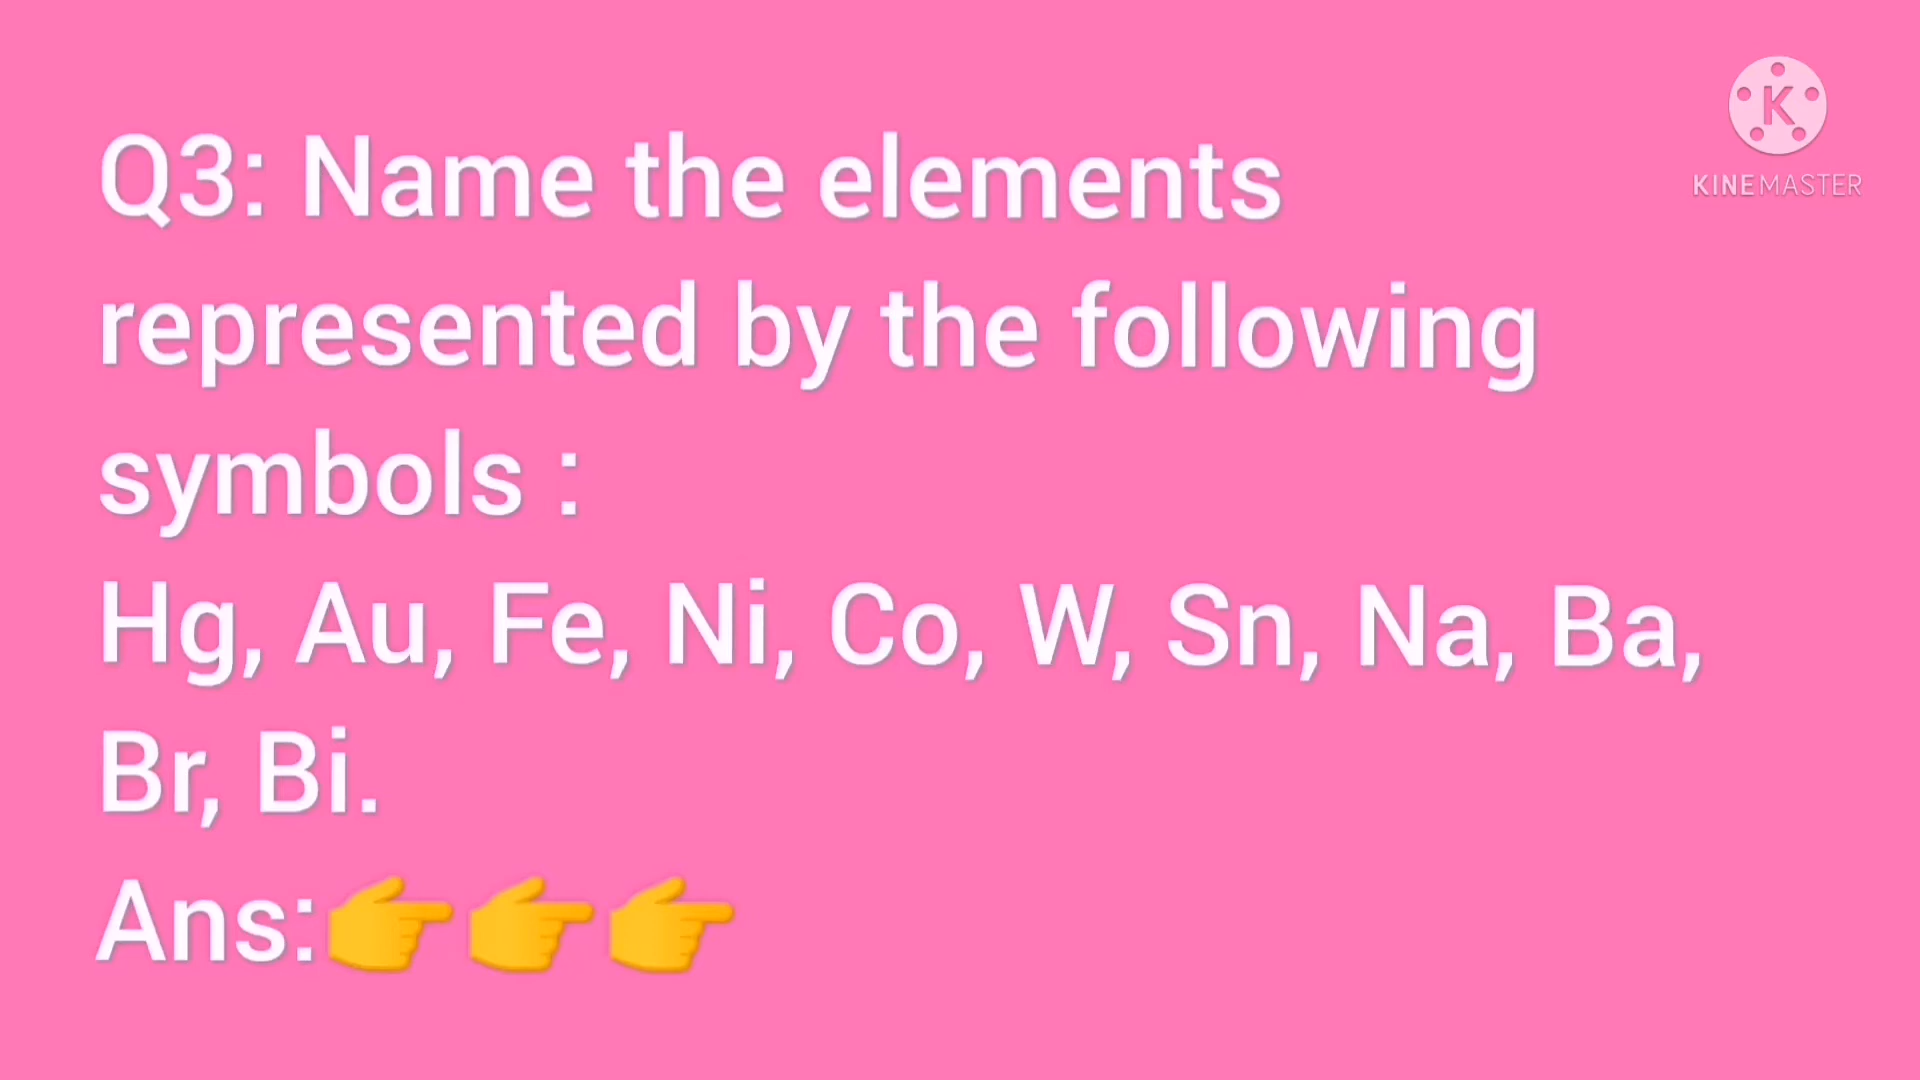 Q3: Name the elements
represented by the following
symbols :
Hg, Au, Fe, Ni, Co, W, Sn, Na, Ba,
Br, Bi.
Ans:👉👉👉
K
KINEMASTER